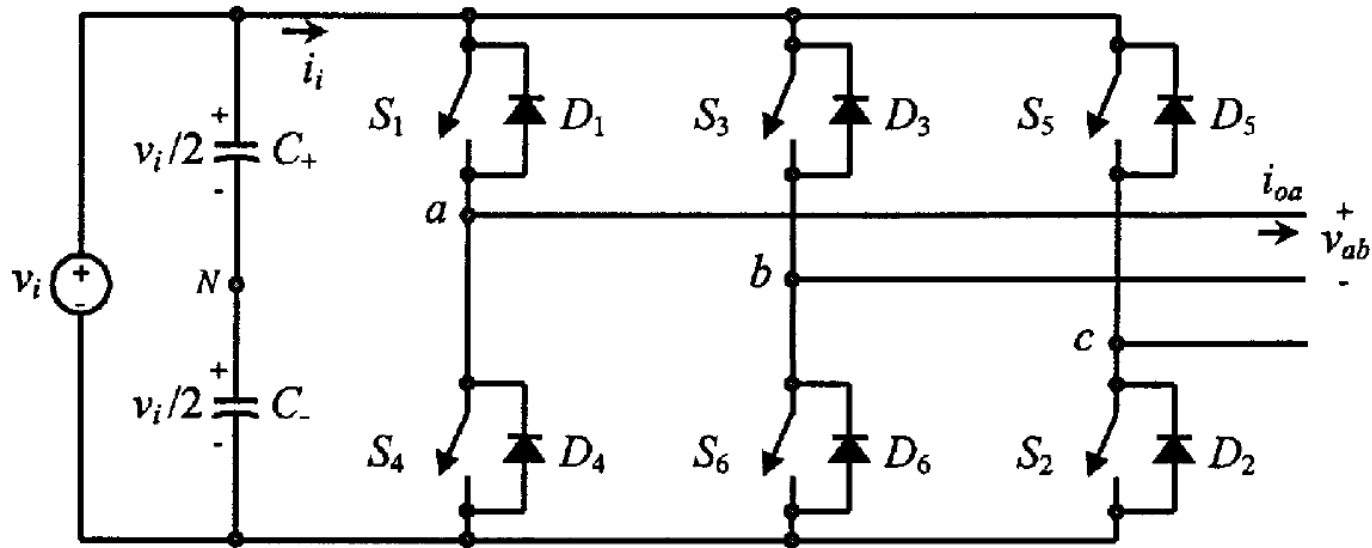 +
i_i
v_i/2 C_+
-
S_1 D_1
S_3 D_3
S_5 D_5
a
i_oa
+
v_ab
-
b
v_i + -
N
c
+
v_i/2 C_-
-
S_4 D_4
S_6 D_6
S_2 D_2